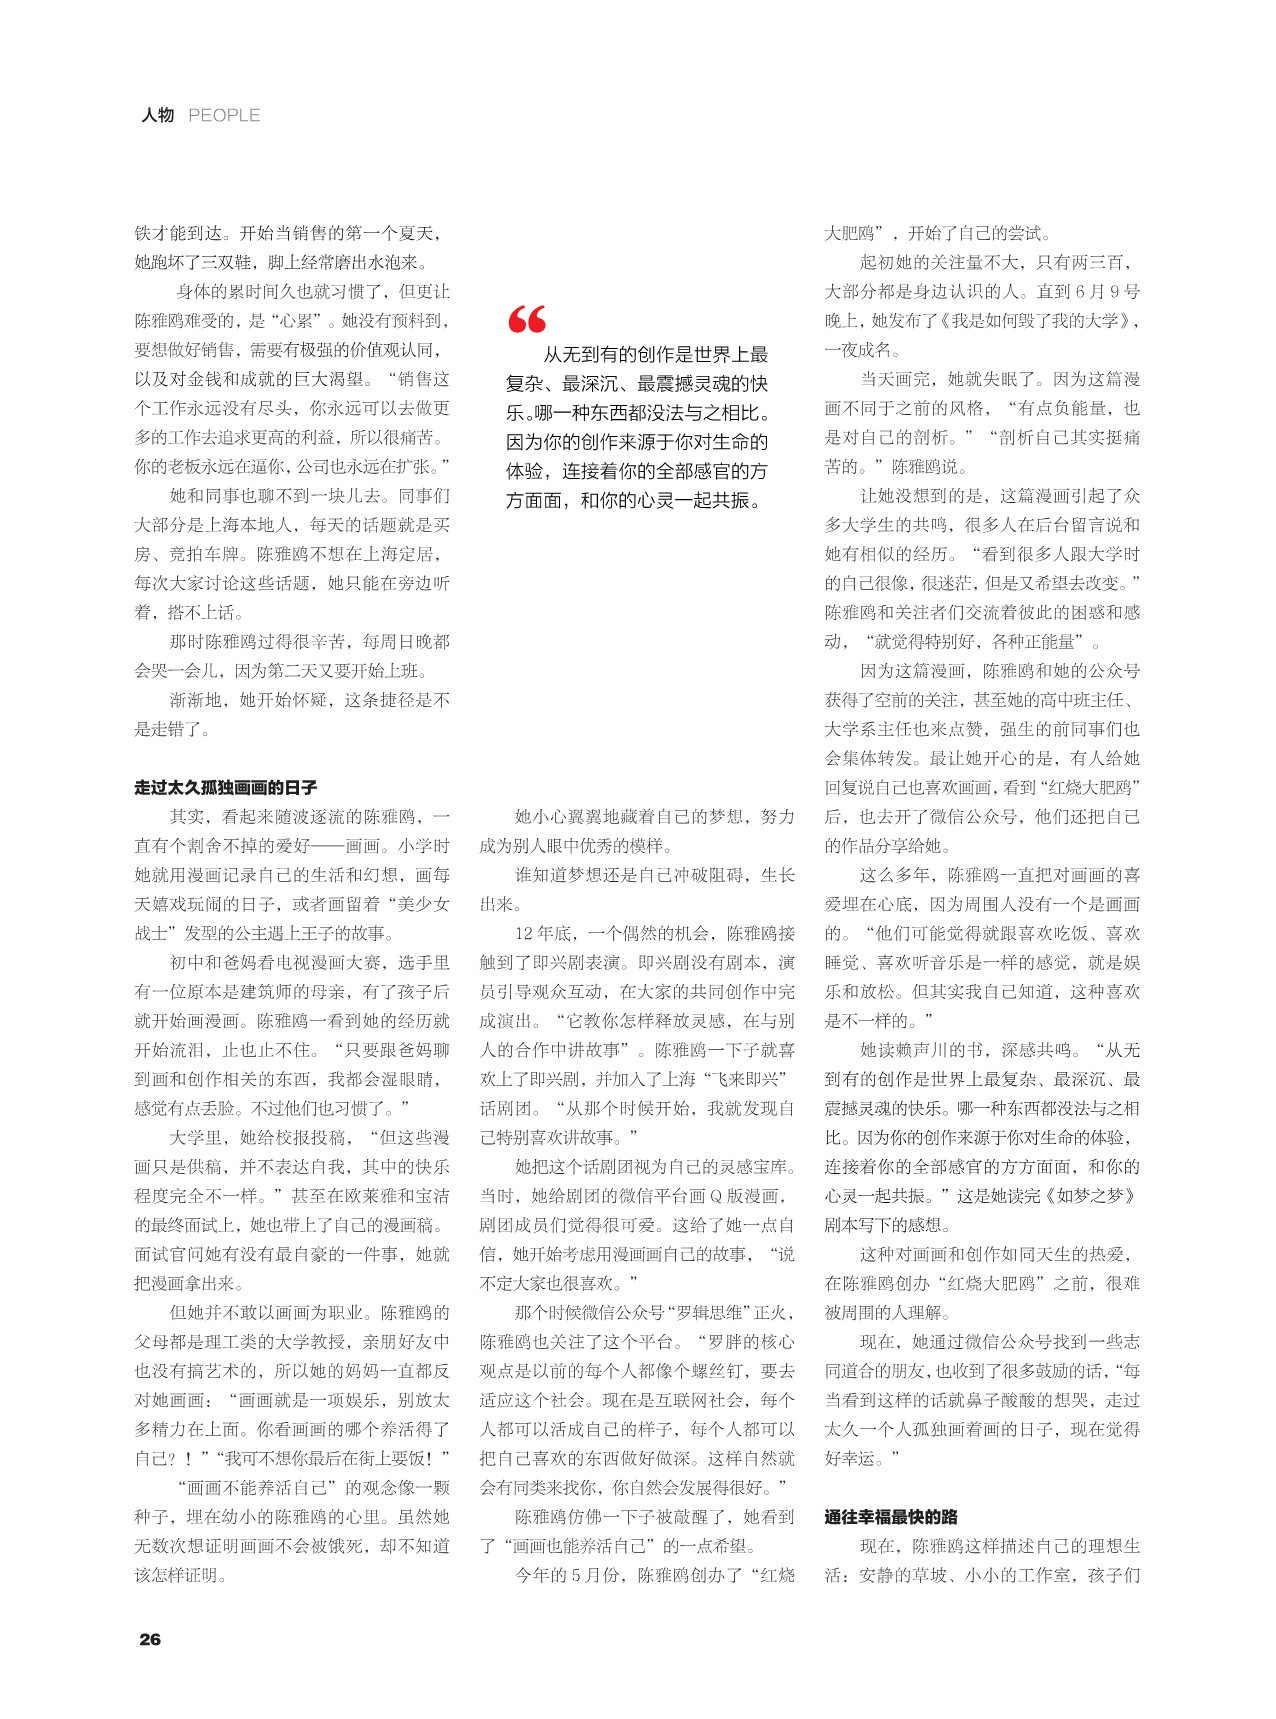 人物 PEOPLE
铁才能到达。开始当销售的第一个夏天，
她跑坏了三双鞋，脚上经常磨出水泡来。
身体的累时间久也就习惯了，但更让
陈雅鸥难受的，是“心累”。她没有预料到，
要想做好销售，需要有极强的价值观认同，
以及对金钱和成就的巨大渴望。“销售这
个工作永远没有尽头，你永远可以去做更
多的工作去追求更高的利益，所以很痛苦。
你的老板永远在逼你，公司也永远在扩张。”
她和同事也聊不到一块儿去。同事们
大部分是上海本地人，每天的话题就是买
房、竞拍车牌。陈雅鸥不想在上海定居，
每次大家讨论这些话题，她只能在旁边听
着，搭不上话。
那时陈雅鸥过得很辛苦，每周日晚都
会哭一会儿，因为第二天又要开始上班。
渐渐地，她开始怀疑，这条捷径是不
是走错了。
走过太久孤独画画的日子
其实，看起来随波逐流的陈雅鸥，一
直有个割舍不掉的爱好——画画。小学时
她就用漫画记录自己的生活和幻想，画每
天嬉戏玩闹的日子，或者画留着“美少女
战士”发型的公主遇上王子的故事。
初中和爸妈看电视漫画大赛，选手里
有一位原本是建筑师的母亲，有了孩子后
就开始画漫画。陈雅鸥一看到她的经历就
开始流泪，止也止不住。“只要跟爸妈聊
到画和创作相关的东西，我都会湿眼睛，
感觉有点丢脸。不过他们也习惯了。”
大学里，她给校报投稿，“但这些漫
画只是供稿，并不表达自我，其中的快乐
程度完全不一样。”甚至在欧莱雅和宝洁
的最终面试上，她也带上了自己的漫画稿。
面试官问她有没有最自豪的一件事，她就
把漫画拿出来。
但她并不敢以画画为职业。陈雅鸥的
父母都是理工类的大学教授，亲朋好友中
也没有搞艺术的，所以她的妈妈一直都反
对她画画：“画画就是一项娱乐，别放太
多精力在上面。你看画画的哪个养活得了
自己？！”“我可不想你最后在街上要饭！”
“画画不能养活自己”的观念像一颗
种子，埋在幼小的陈雅鸥的心里。虽然她
无数次想证明画画不会被饿死，却不知道
该怎样证明。
“
从无到有的创作是世界上最
复杂、最深沉、最震撼灵魂的快
乐。哪一种东西都没法与之相比。
因为你的创作来源于你对生命的
体验，连接着你的全部感官的方
方面面，和你的心灵一起共振。
她小心翼翼地藏着自己的梦想，努力
成为别人眼中优秀的模样。
谁知道梦想还是自己冲破阻碍，生长
出来。
12 年底，一个偶然的机会，陈雅鸥接
触到了即兴剧表演。即兴剧没有剧本，演
员引导观众互动，在大家的共同创作中完
成演出。“它教你怎样释放灵感，在与别
人的合作中讲故事”。陈雅鸥一下子就喜
欢上了即兴剧，并加入了上海“飞来即兴”
话剧团。“从那个时候开始，我就发现自
己特别喜欢讲故事。”
她把这个话剧团视为自己的灵感宝库。
当时，她给剧团的微信平台画 Q 版漫画，
剧团成员们觉得很可爱。这给了她一点自
信，她开始考虑用漫画画自己的故事，“说
不定大家也很喜欢。”
那个时候微信公众号“罗辑思维”正火，
陈雅鸥也关注了这个平台。“罗胖的核心
观点是以前的每个人都像个螺丝钉，要去
适应这个社会。现在是互联网社会，每个
人都可以活成自己的样子，每个人都可以
把自己喜欢的东西做好做深。这样自然就
会有同类来找你，你自然会发展得很好。”
陈雅鸥仿佛一下子被敲醒了，她看到
了“画画也能养活自己”的一点希望。
今年的 5 月份，陈雅鸥创办了“红烧
大肥鸥”，开始了自己的尝试。
起初她的关注量不大，只有两三百，
大部分都是身边认识的人。直到 6 月 9 号
晚上，她发布了《我是如何毁了我的大学》，
一夜成名。
当天画完，她就失眠了。因为这篇漫
画不同于之前的风格，“有点负能量，也
是对自己的剖析。”“剖析自己其实挺痛
苦的。”陈雅鸥说。
让她没想到的是，这篇漫画引起了众
多大学生的共鸣，很多人在后台留言说和
她有相似的经历。“看到很多人跟大学时
的自己很像，很迷茫，但是又希望去改变。”
陈雅鸥和关注者们交流着彼此的困惑和感
动，“就觉得特别好，各种正能量”。
因为这篇漫画，陈雅鸥和她的公众号
获得了空前的关注，甚至她的高中班主任、
大学系主任也来点赞，强生的前同事们也
会集体转发。最让她开心的是，有人给她
回复说自己也喜欢画画，看到“红烧大肥鸥”
后，也去开了微信公众号，他们还把自己
的作品分享给她。
这么多年，陈雅鸥一直把对画画的喜
爱埋在心底，因为周围人没有一个是画画
的。“他们可能觉得就跟喜欢吃饭、喜欢
睡觉、喜欢听音乐是一样的感觉，就是娱
乐和放松。但其实我自己知道，这种喜欢
是不一样的。”
她读赖声川的书，深感共鸣。“从无
到有的创作是世界上最复杂、最深沉、最
震撼灵魂的快乐。哪一种东西都没法与之相
比。因为你的创作来源于你对生命的体验，
连接着你的全部感官的方方面面，和你的
心灵一起共振。”这是她读完《如梦之梦》
剧本写下的感想。
这种对画画和创作如同天生的热爱，
在陈雅鸥创办“红烧大肥鸥”之前，很难
被周围的人理解。
现在，她通过微信公众号找到一些志
同道合的朋友，也收到了很多鼓励的话，“每
当看到这样的话就鼻子酸酸的想哭，走过
太久一个人孤独画着画的日子，现在觉得
好幸运。”
通往幸福最快的路
现在，陈雅鸥这样描述自己的理想生
活：安静的草坡、小小的工作室，孩子们
26